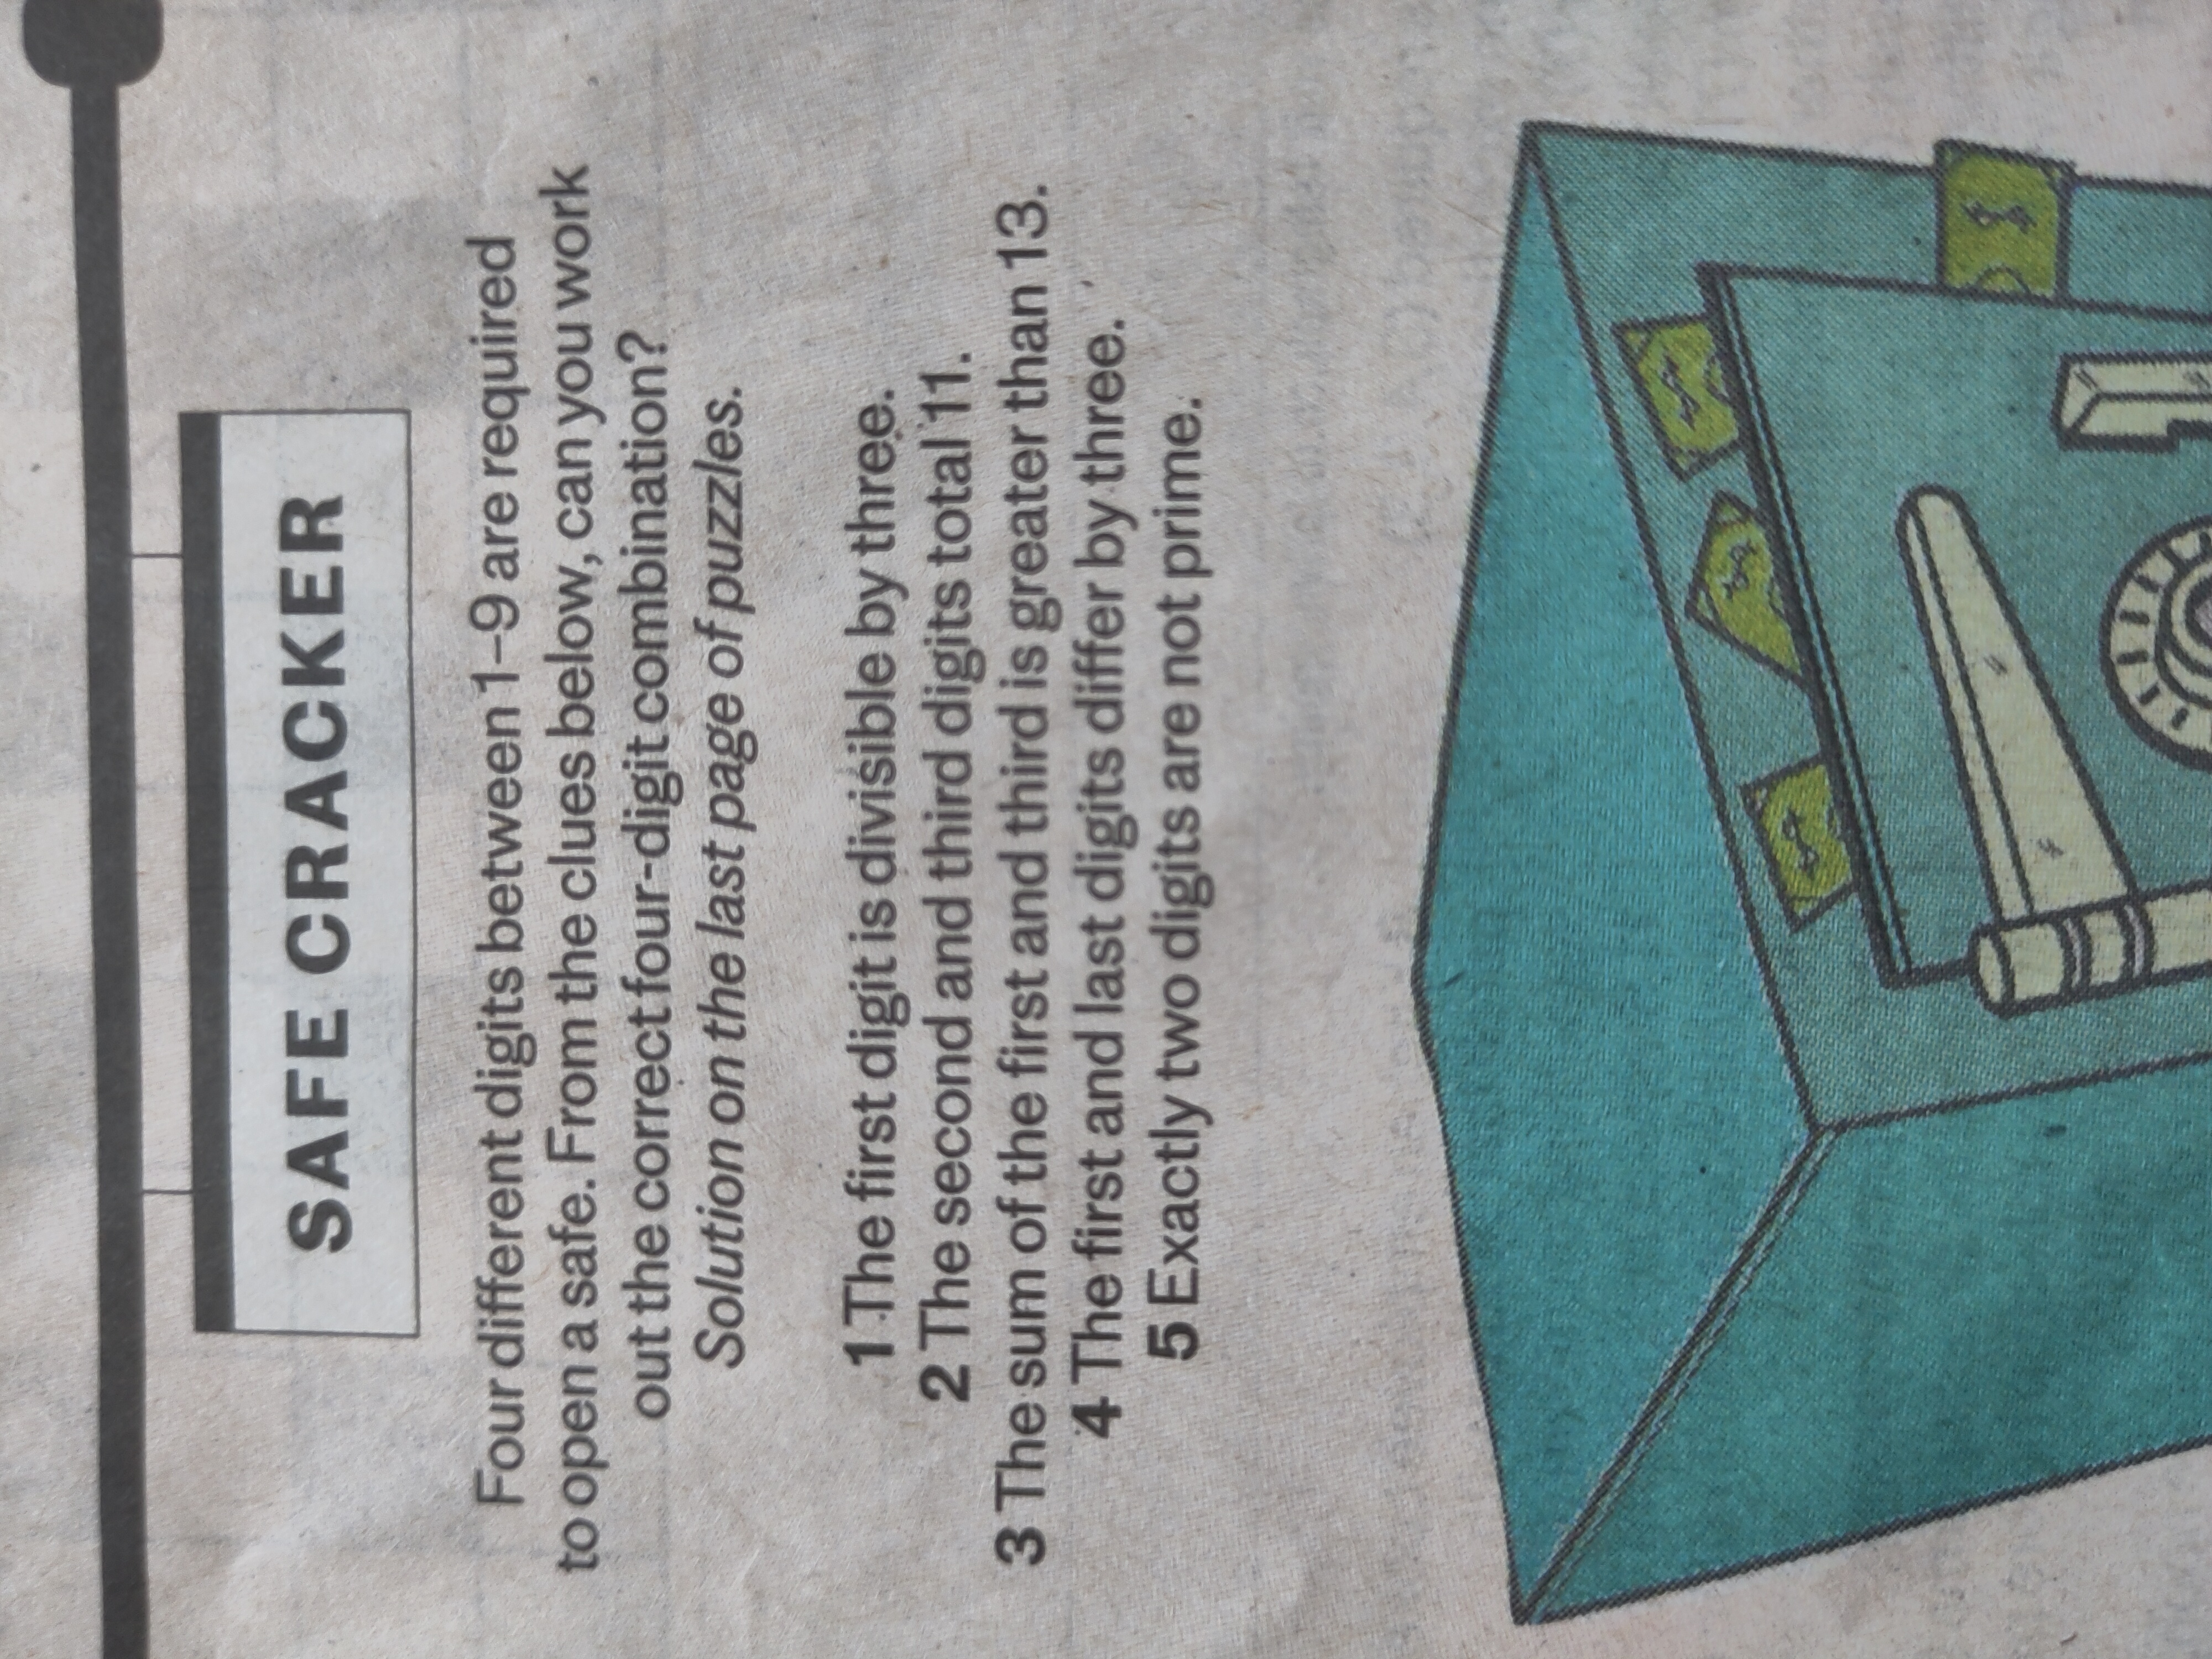 SAFE CRACKER
Four different digits between 1–9 are required
to open a safe. From the clues below, can you work
out the correct four-digit combination?
Solution on the last page of puzzles.
1 The first digit is divisible by three.
2 The second and third digits total 11.
3 The sum of the first and third is greater than 13.
4 The first and last digits differ by three.
5 Exactly two digits are not prime.
$
$
$
$